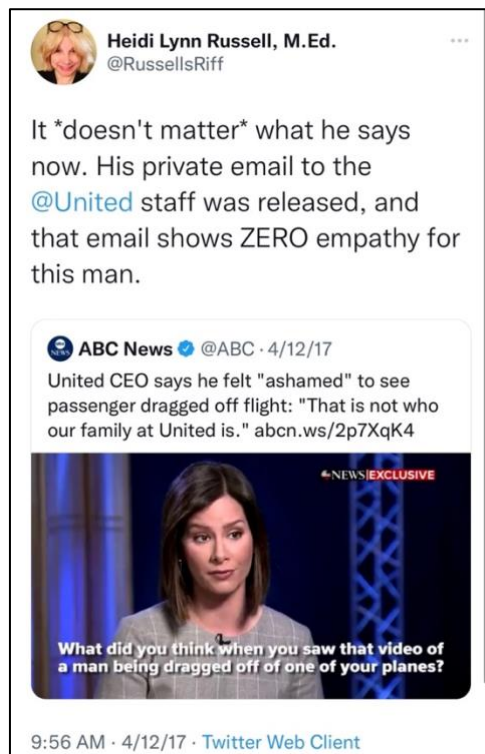 Heidi Lynn Russell, M.Ed.
@RussellsRiff
It *doesn't matter* what he says
now. His private email to the
@United staff was released, and
that email shows ZERO empathy for
this man.
ABC News @ABC · 4/12/17
United CEO says he felt "ashamed" to see
passenger dragged off flight: "That is not who
our family at United is." abcn.ws/2p7XqK4
abc NEWS EXCLUSIVE
What did you think when you saw that video of
a man being dragged off of one of your planes?
9:56 AM · 4/12/17 · Twitter Web Client